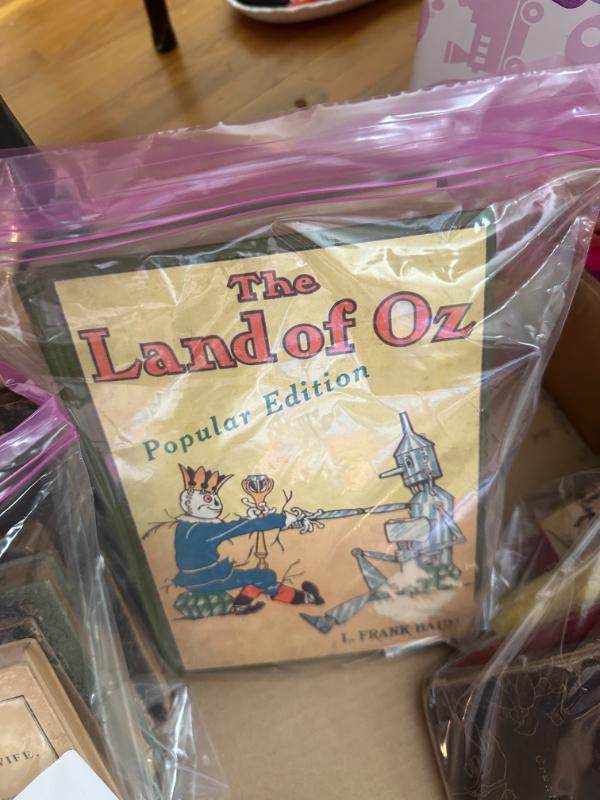 The
Land of Oz
Popular Edition
L. FRANK BAUM
WIFE.